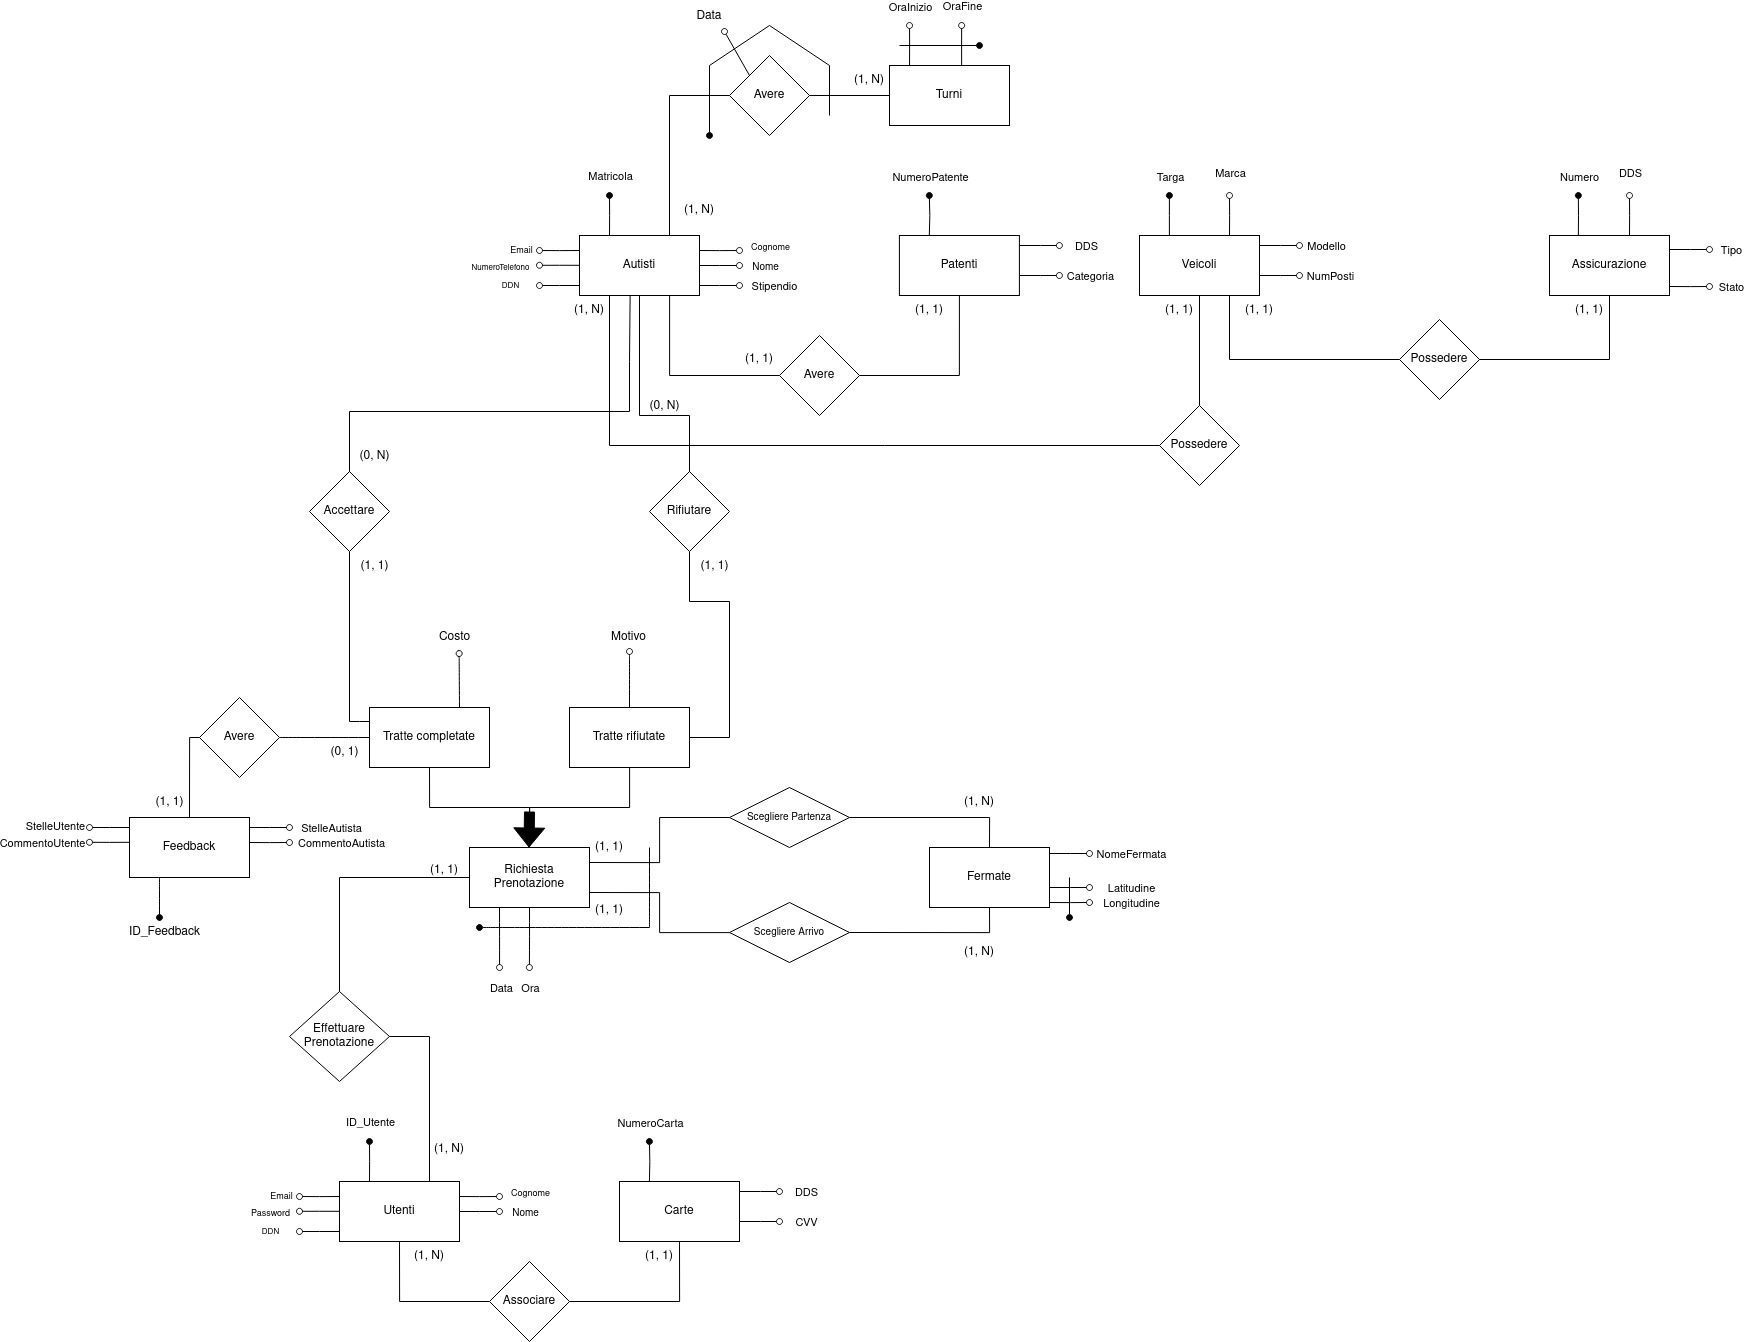 OraInizio
OraFine
Data
Avere
(1, N)
Turni
Matricola
(1, N)
NumeroPatente
Targa
Marca
Numero
DDS
Email
NumeroTelefono
DDN
Autisti
Cognome
Nome
Stipendio
Patenti
DDS
Categoria
Veicoli
Modello
NumPosti
Assicurazione
Tipo
Stato
(1, N)
(1, 1)
(1, 1)
(1, 1)
(1, 1)
(1, 1)
Avere
Possedere
(0, N)
Possedere
(0, N)
Accettare
Rifiutare
(1, 1)
(1, 1)
Costo
Motivo
Avere
(0, 1)
Tratte completate
Tratte rifiutate
(1, 1)
StelleUtente
CommentoUtente
Feedback
StelleAutista
CommentoAutista
ID_Feedback
(1, 1)
Richiesta
Prenotazione
(1, 1)
(1, 1)
Scegliere Partenza
(1, N)
Fermate
NomeFermata
Latitudine
Longitudine
Scegliere Arrivo
(1, N)
Data
Ora
Effettuare
Prenotazione
(1, N)
ID_Utente
NumeroCarta
Email
Password
DDN
Utenti
Cognome
Nome
Carte
DDS
CVV
(1, N)
(1, 1)
Associare